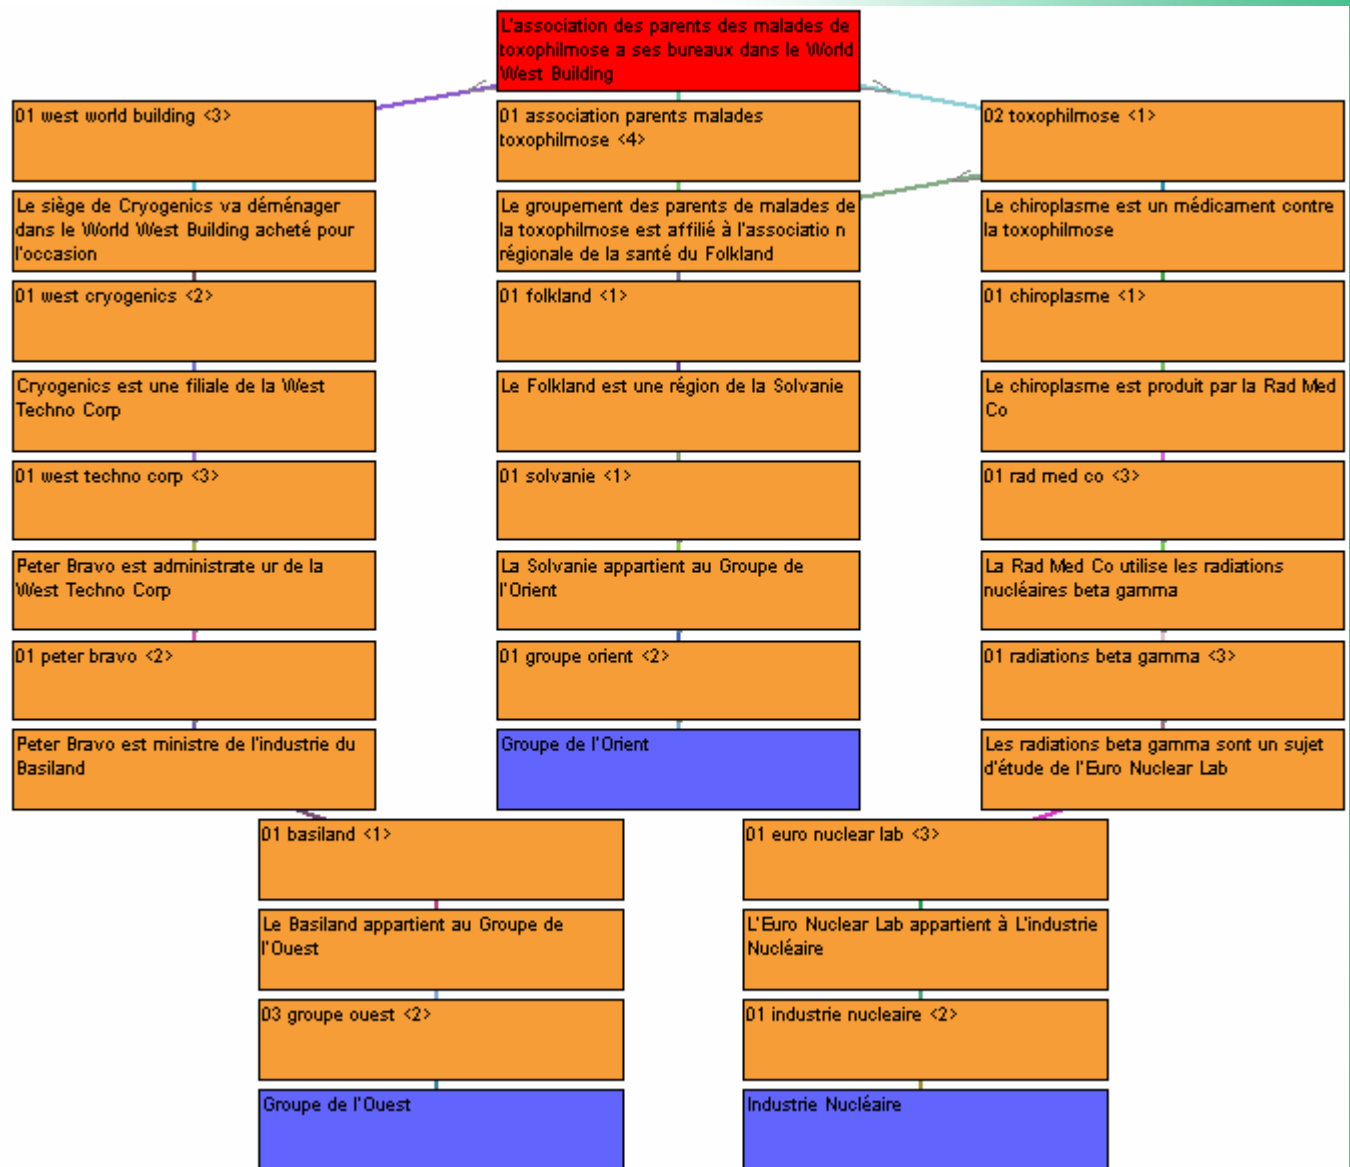 L'association des parents des malades de
toxophilmose a ses bureaux dans le World
West Building
01 west world building <3>
01 association parents malades
toxophilmose <4>
02 toxophilmose <1>
Le siège de Cryogenics va déménager
dans le World West Building acheté pour
l'occasion
Le groupement des parents de malades de
la toxophilmose est affilié à l'associatio n
régionale de la santé du Folkland
Le chiroplasme est un médicament contre
la toxophilmose
01 west cryogenics <2>
01 folkland <1>
01 chiroplasme <1>
Cryogenics est une filiale de la West
Techno Corp
Le Folkland est une région de la Solvanie
Le chiroplasme est produit par la Rad Med
Co
01 west techno corp <3>
01 solvanie <1>
01 rad med co <3>
Peter Bravo est administrate ur de la
West Techno Corp
La Solvanie appartient au Groupe de
l'Orient
La Rad Med Co utilise les radiations
nucléaires beta gamma
01 peter bravo <2>
01 groupe orient <2>
01 radiations beta gamma <3>
Peter Bravo est ministre de l'industrie du
Basiland
Groupe de l'Orient
Les radiations beta gamma sont un sujet
d'étude de l'Euro Nuclear Lab
01 basiland <1>
01 euro nuclear lab <3>
Le Basiland appartient au Groupe de
l'Ouest
L'Euro Nuclear Lab appartient à L'industrie
Nucléaire
03 groupe ouest <2>
01 industrie nucleaire <2>
Groupe de l'Ouest
Industrie Nucléaire